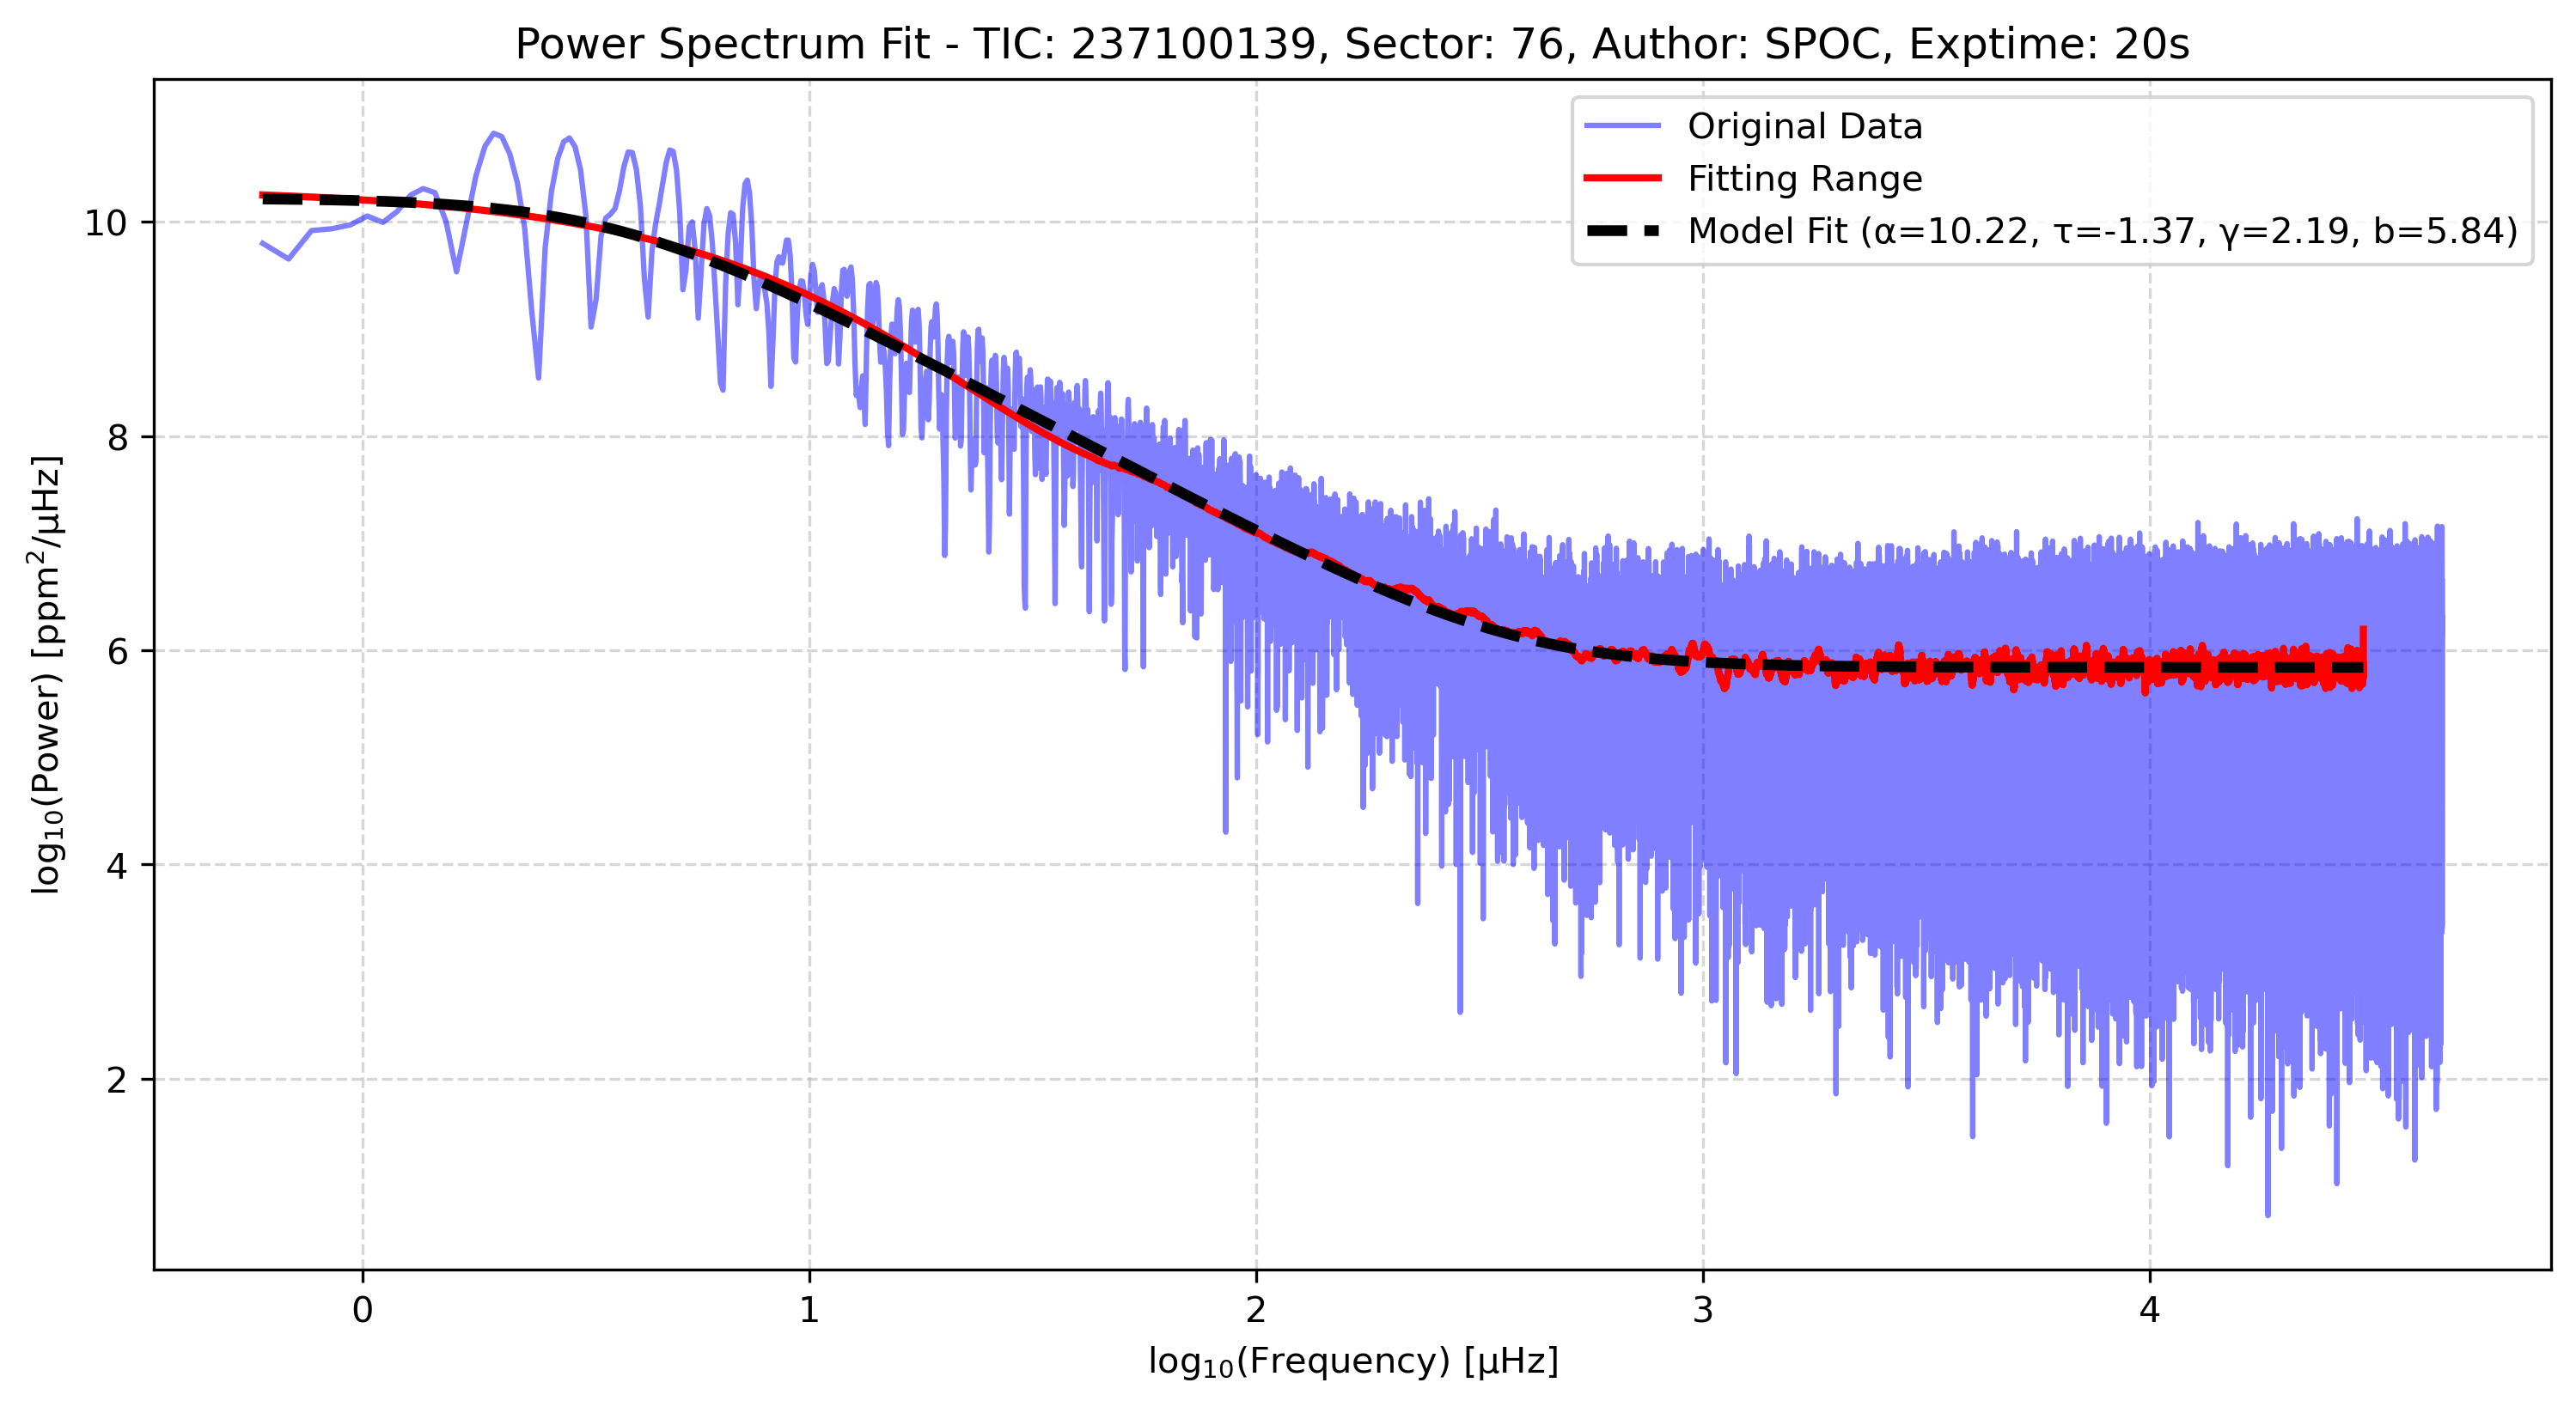 Power Spectrum Fit - TIC: 237100139, Sector: 76, Author: SPOC, Exptime: 20s
Original Data
Fitting Range
Model Fit (α=10.22, τ=-1.37, γ=2.19, b=5.84)
log₁₀(Power) [ppm²/μHz]
10
8
6
4
2
0 1 2 3 4
log₁₀(Frequency) [μHz]